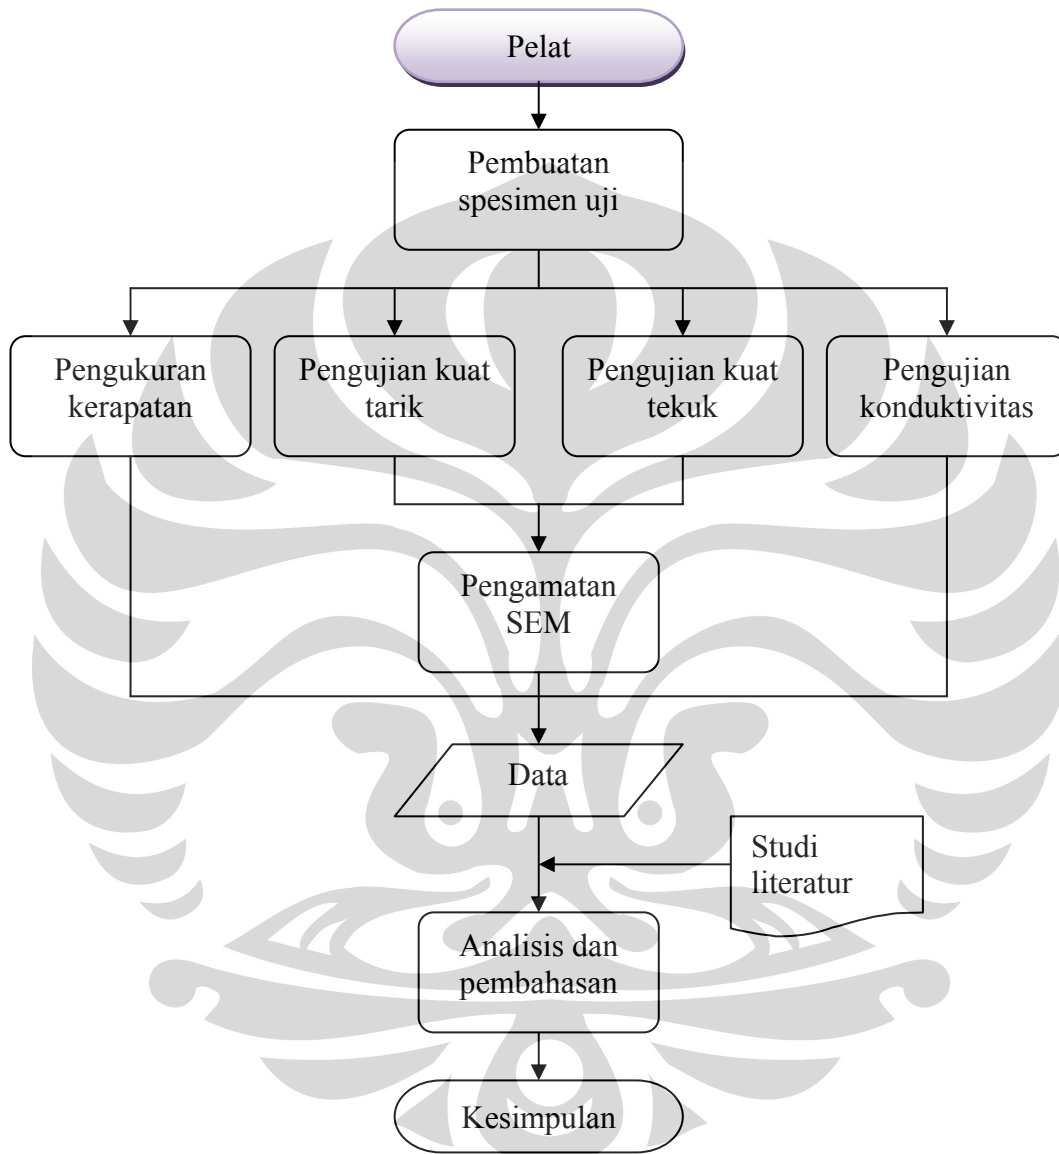 Pelat
Pembuatan
spesimen uji
Pengukuran
kerapatan
Pengujian kuat
tarik
Pengujian kuat
tekuk
Pengujian
konduktivitas
Pengamatan
SEM
Data
Studi
literatur
Analisis dan
pembahasan
Kesimpulan